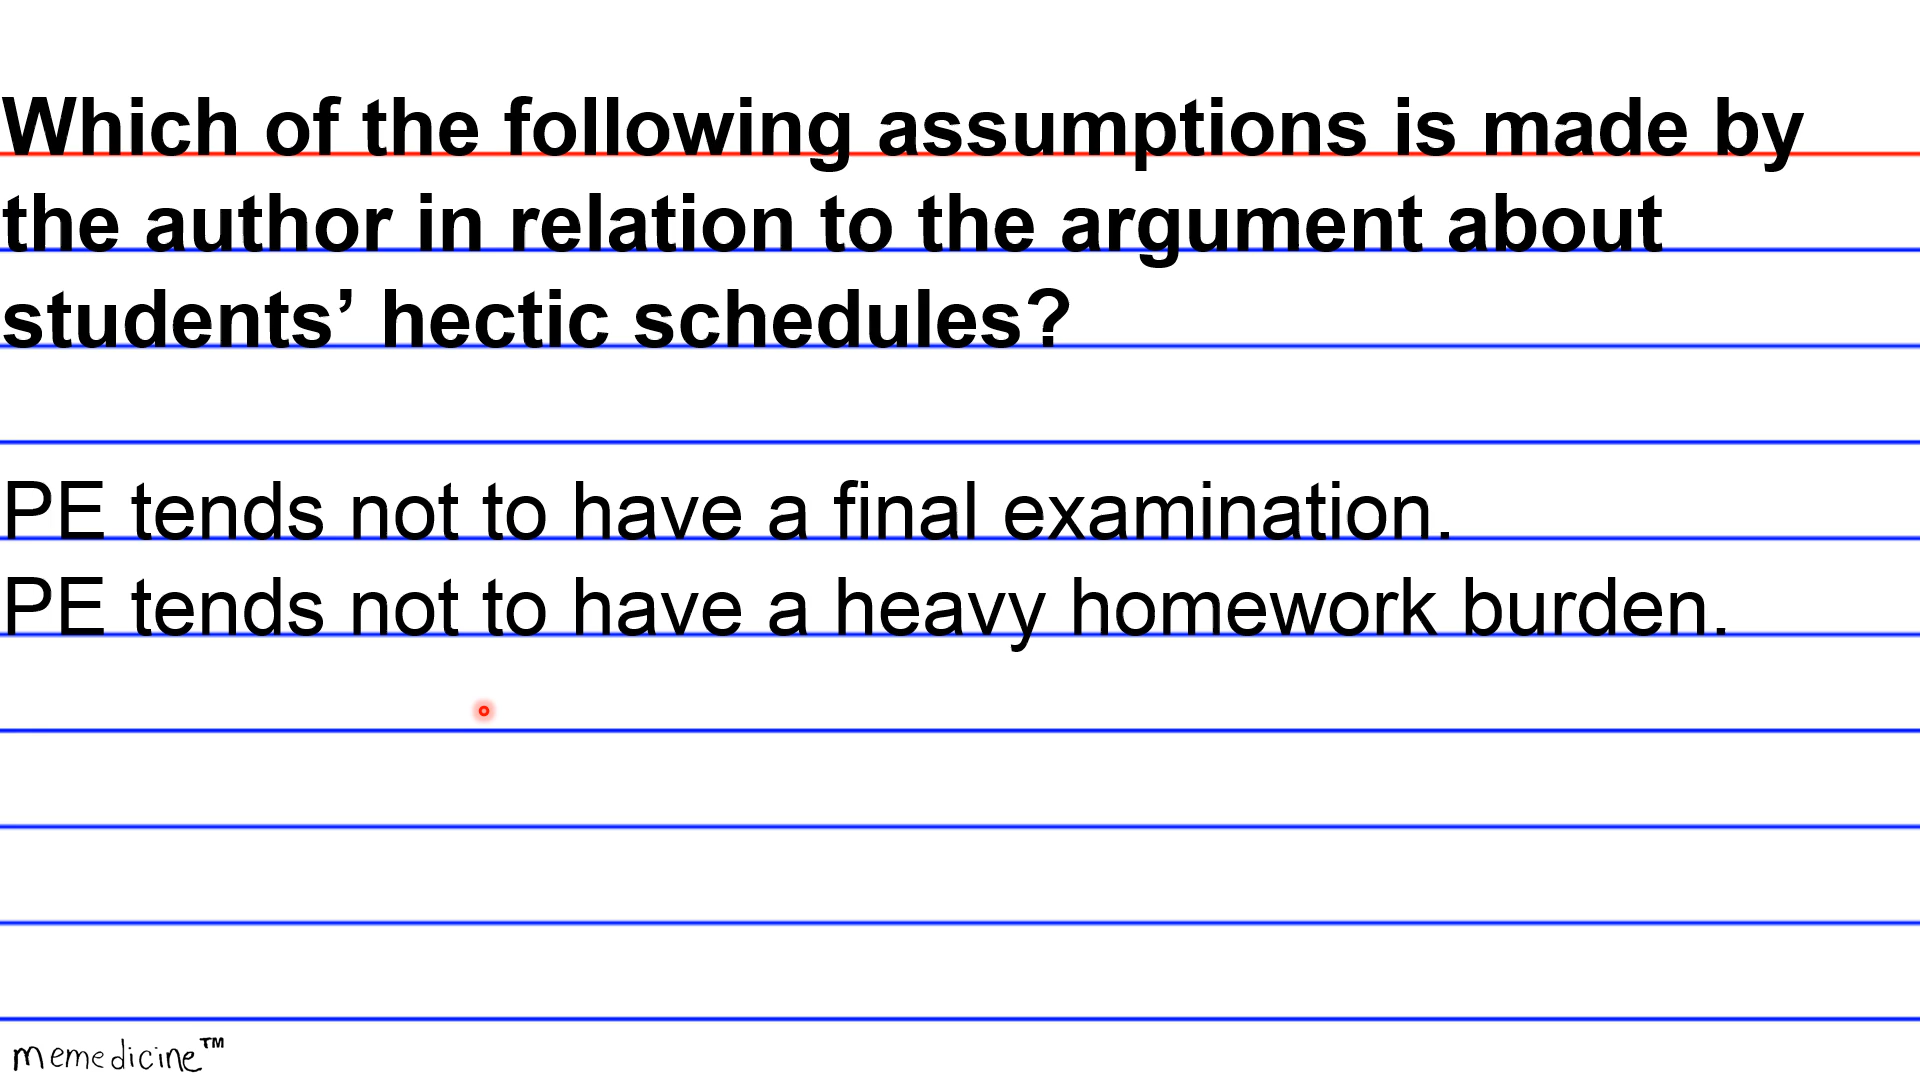 Which of the following assumptions is made by
the author in relation to the argument about
students’ hectic schedules?
PE tends not to have a final examination.
PE tends not to have a heavy homework burden.
memedicine™